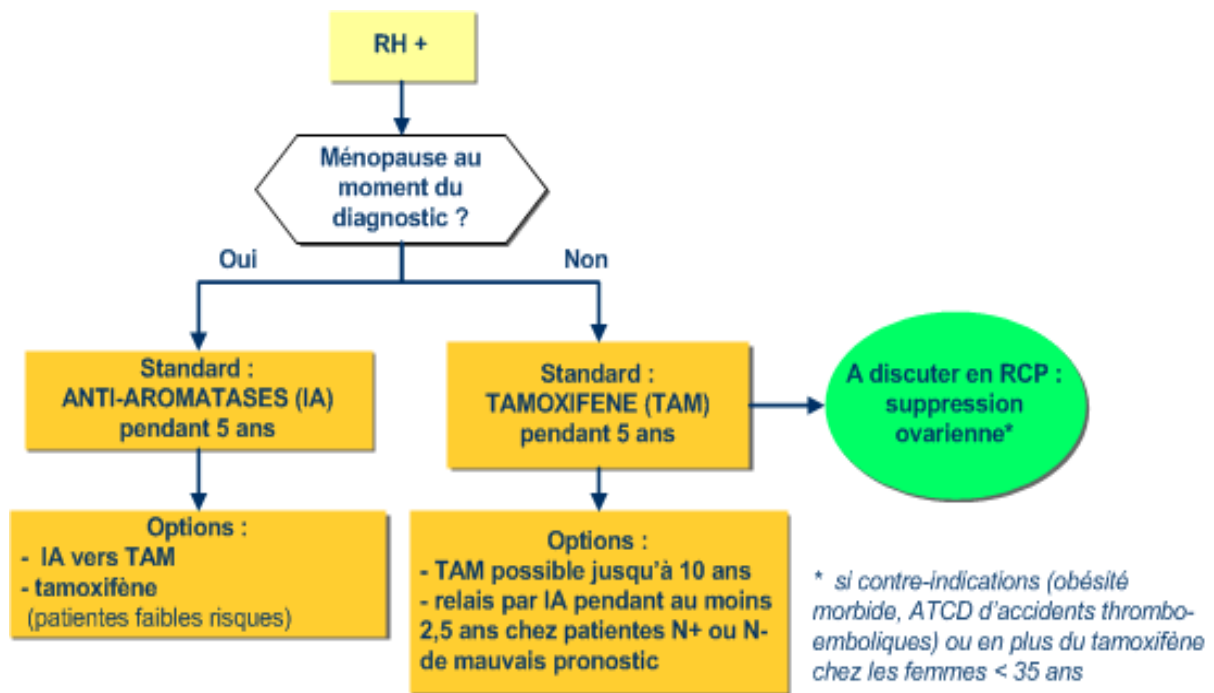 RH +
Ménopause au
moment du
diagnostic ?
Oui
Non
Standard :
ANTI-AROMATASES (IA)
pendant 5 ans
Standard :
TAMOXIFENE (TAM)
pendant 5 ans
A discuter en RCP :
suppression
ovarienne*
Options :
- IA vers TAM
- tamoxifène
(patientes faibles risques)
Options :
- TAM possible jusqu'à 10 ans
- relais par IA pendant au moins
2,5 ans chez patientes N+ ou N-
de mauvais pronostic
* si contre-indications (obésité
morbide, ATCD d'accidents thrombo-
emboliques) ou en plus du tamoxifène
chez les femmes < 35 ans